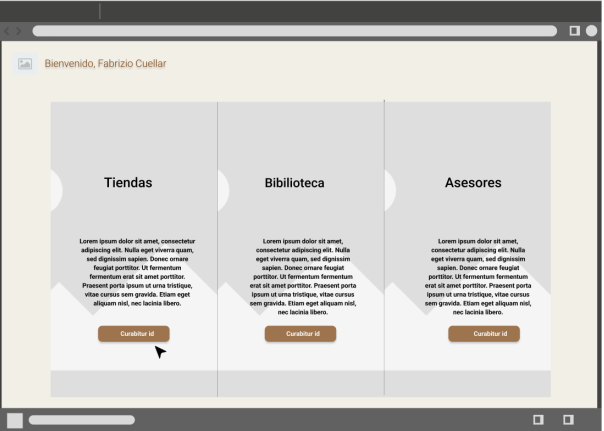 Bienvenido, Fabrizio Cuellar
Tiendas
Lorem ipsum dolor sit amet, consectetur
adipiscing elit. Nulla eget viverra quam,
sed dignissim sapien. Donec ornare
feugiat porttitor. Ut fermentum
fermentum erat sit amet porttitor.
Praesent porta ipsum ut urna tristique,
vitae cursus sem gravida. Etiam eget
aliquam nisl, nec lacinia libero.
Curabitur id
Bibilioteca
Lorem ipsum dolor sit amet,
consectetur adipiscing elit. Nulla
eget viverra quam, sed dignissim
sapien. Donec ornare feugiat
porttitor. Ut fermentum fermentum
erat sit amet porttitor. Praesent porta
ipsum ut urna tristique, vitae cursus
sem gravida. Etiam eget aliquam nisl,
nec lacinia libero.
Curabitur id
Asesores
Lorem ipsum dolor sit amet,
consectetur adipiscing elit. Nulla
eget viverra quam, sed dignissim
sapien. Donec ornare feugiat
porttitor. Ut fermentum fermentum
erat sit amet porttitor. Praesent porta
ipsum ut urna tristique, vitae cursus
sem gravida. Etiam eget aliquam nisl,
nec lacinia libero.
Curabitur id